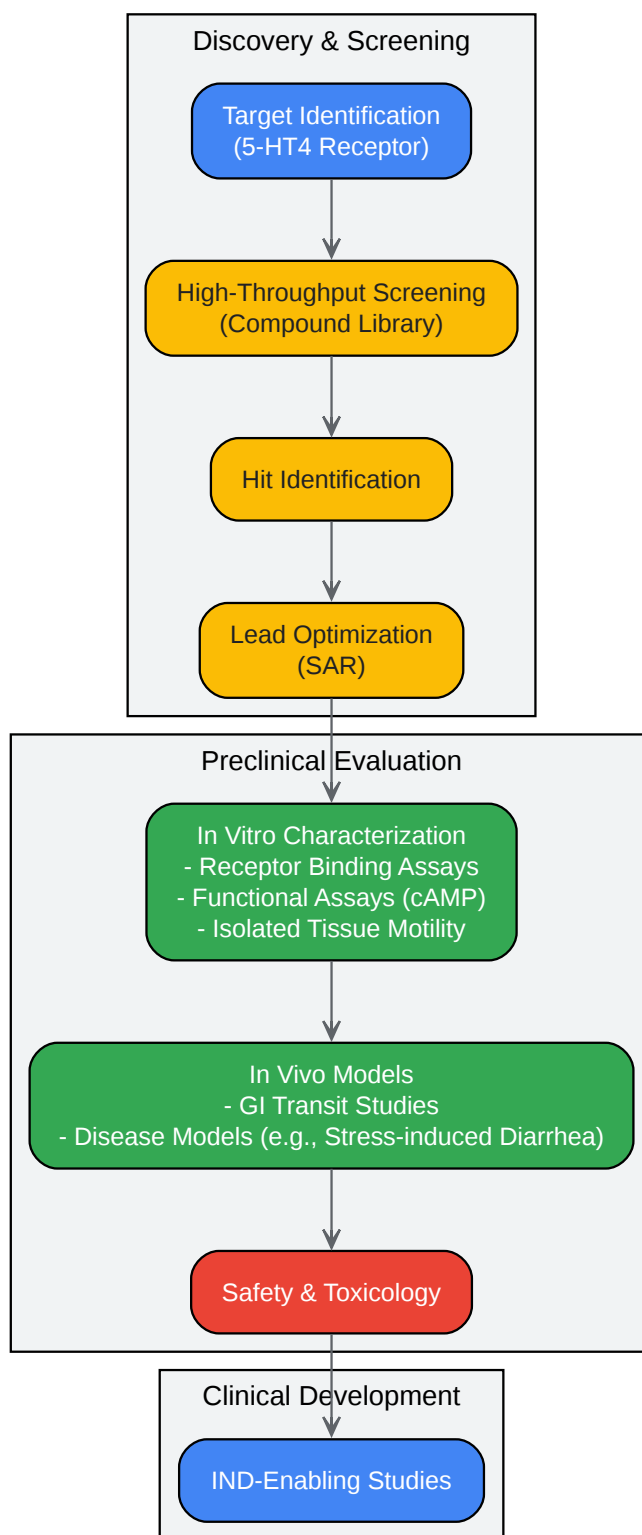 Discovery & Screening
Target Identification
(5-HT4 Receptor)
High-Throughput Screening
(Compound Library)
Hit Identification
Lead Optimization
(SAR)
Preclinical Evaluation
In Vitro Characterization
- Receptor Binding Assays
- Functional Assays (cAMP)
- Isolated Tissue Motility
In Vivo Models
- GI Transit Studies
- Disease Models (e.g., Stress-induced Diarrhea)
Safety & Toxicology
Clinical Development
IND-Enabling Studies